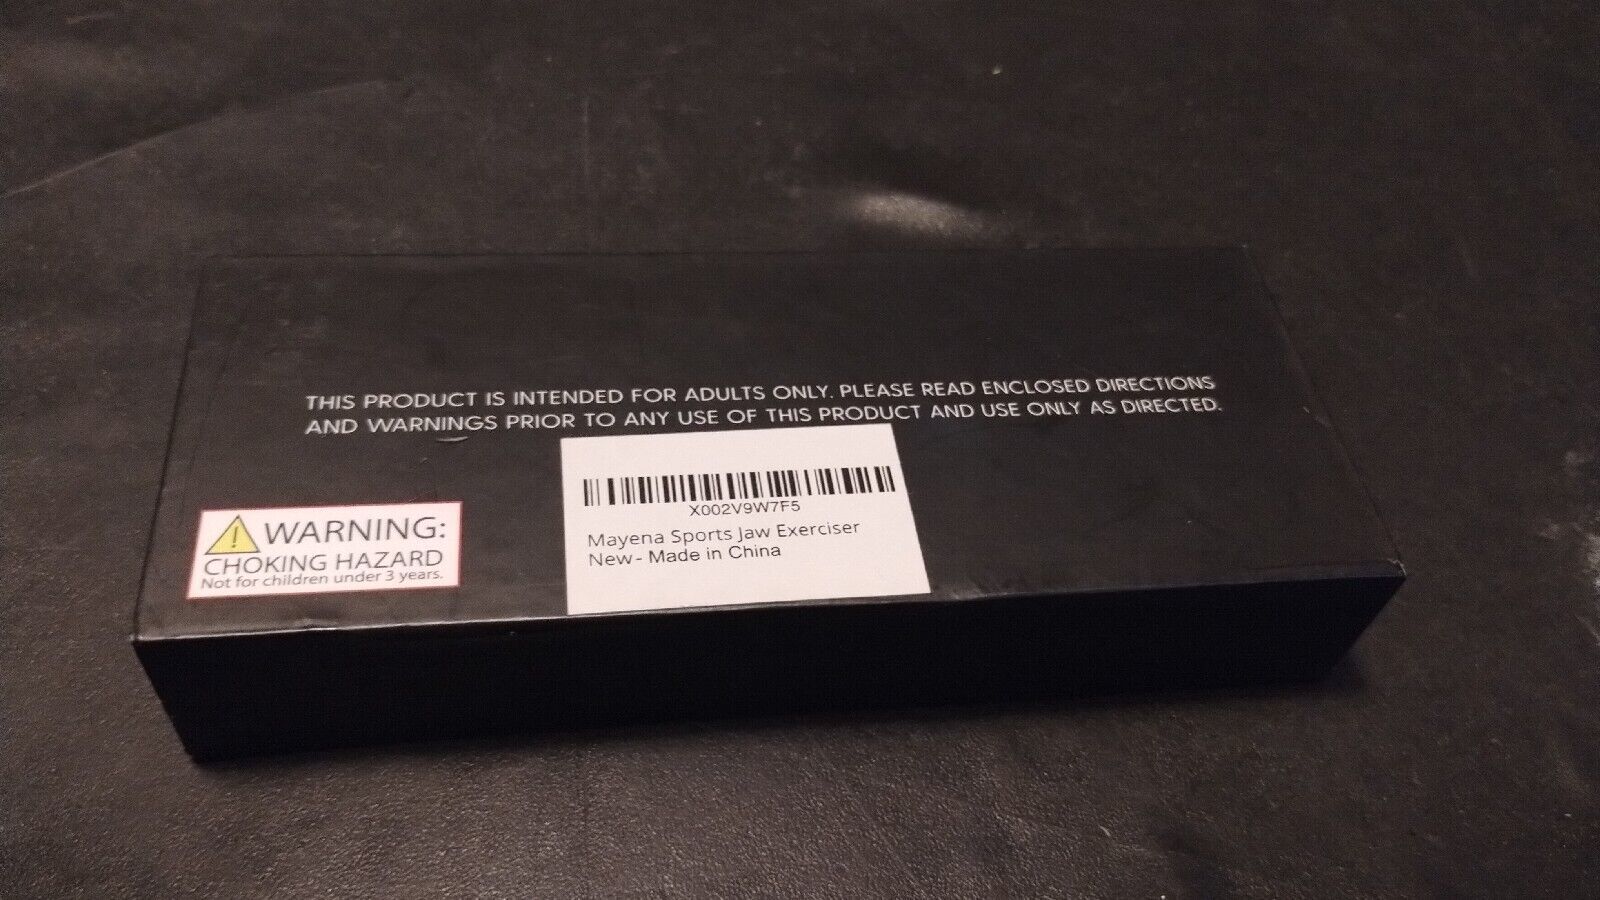 THIS PRODUCT IS INTENDED FOR ADULTS ONLY. PLEASE READ ENCLOSED DIRECTIONS
AND WARNINGS PRIOR TO ANY USE OF THIS PRODUCT AND USE ONLY AS DIRECTED.
WARNING:
CHOKING HAZARD
Not for children under 3 years.
X002V9W7F5
Mayena Sports Jaw Exerciser
New - Made in China